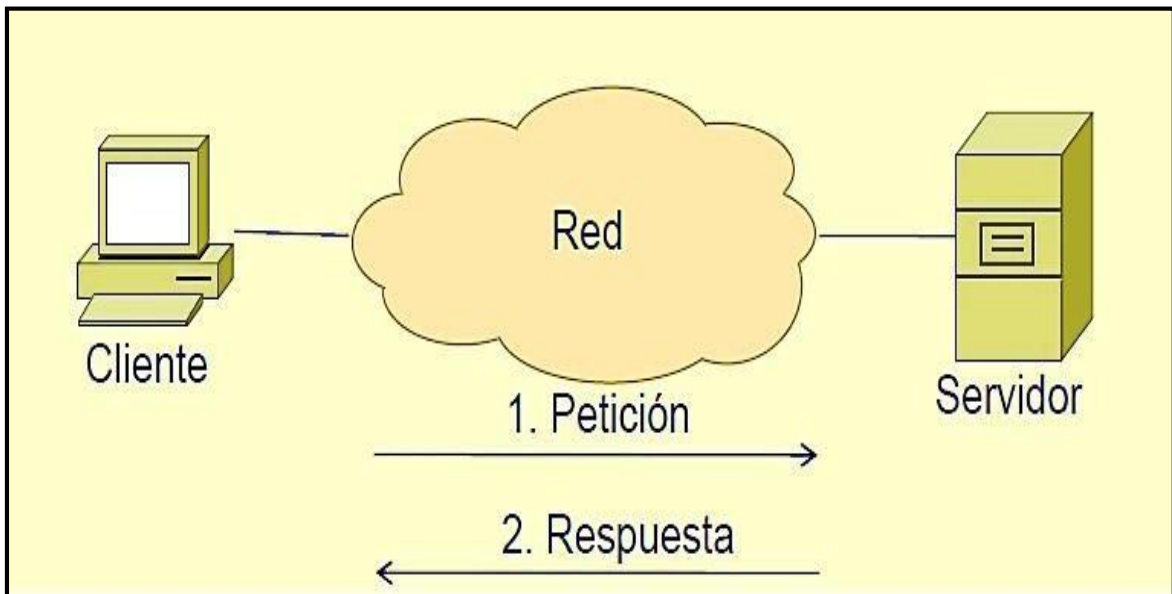 Red
Cliente
Servidor
1. Petición
2. Respuesta